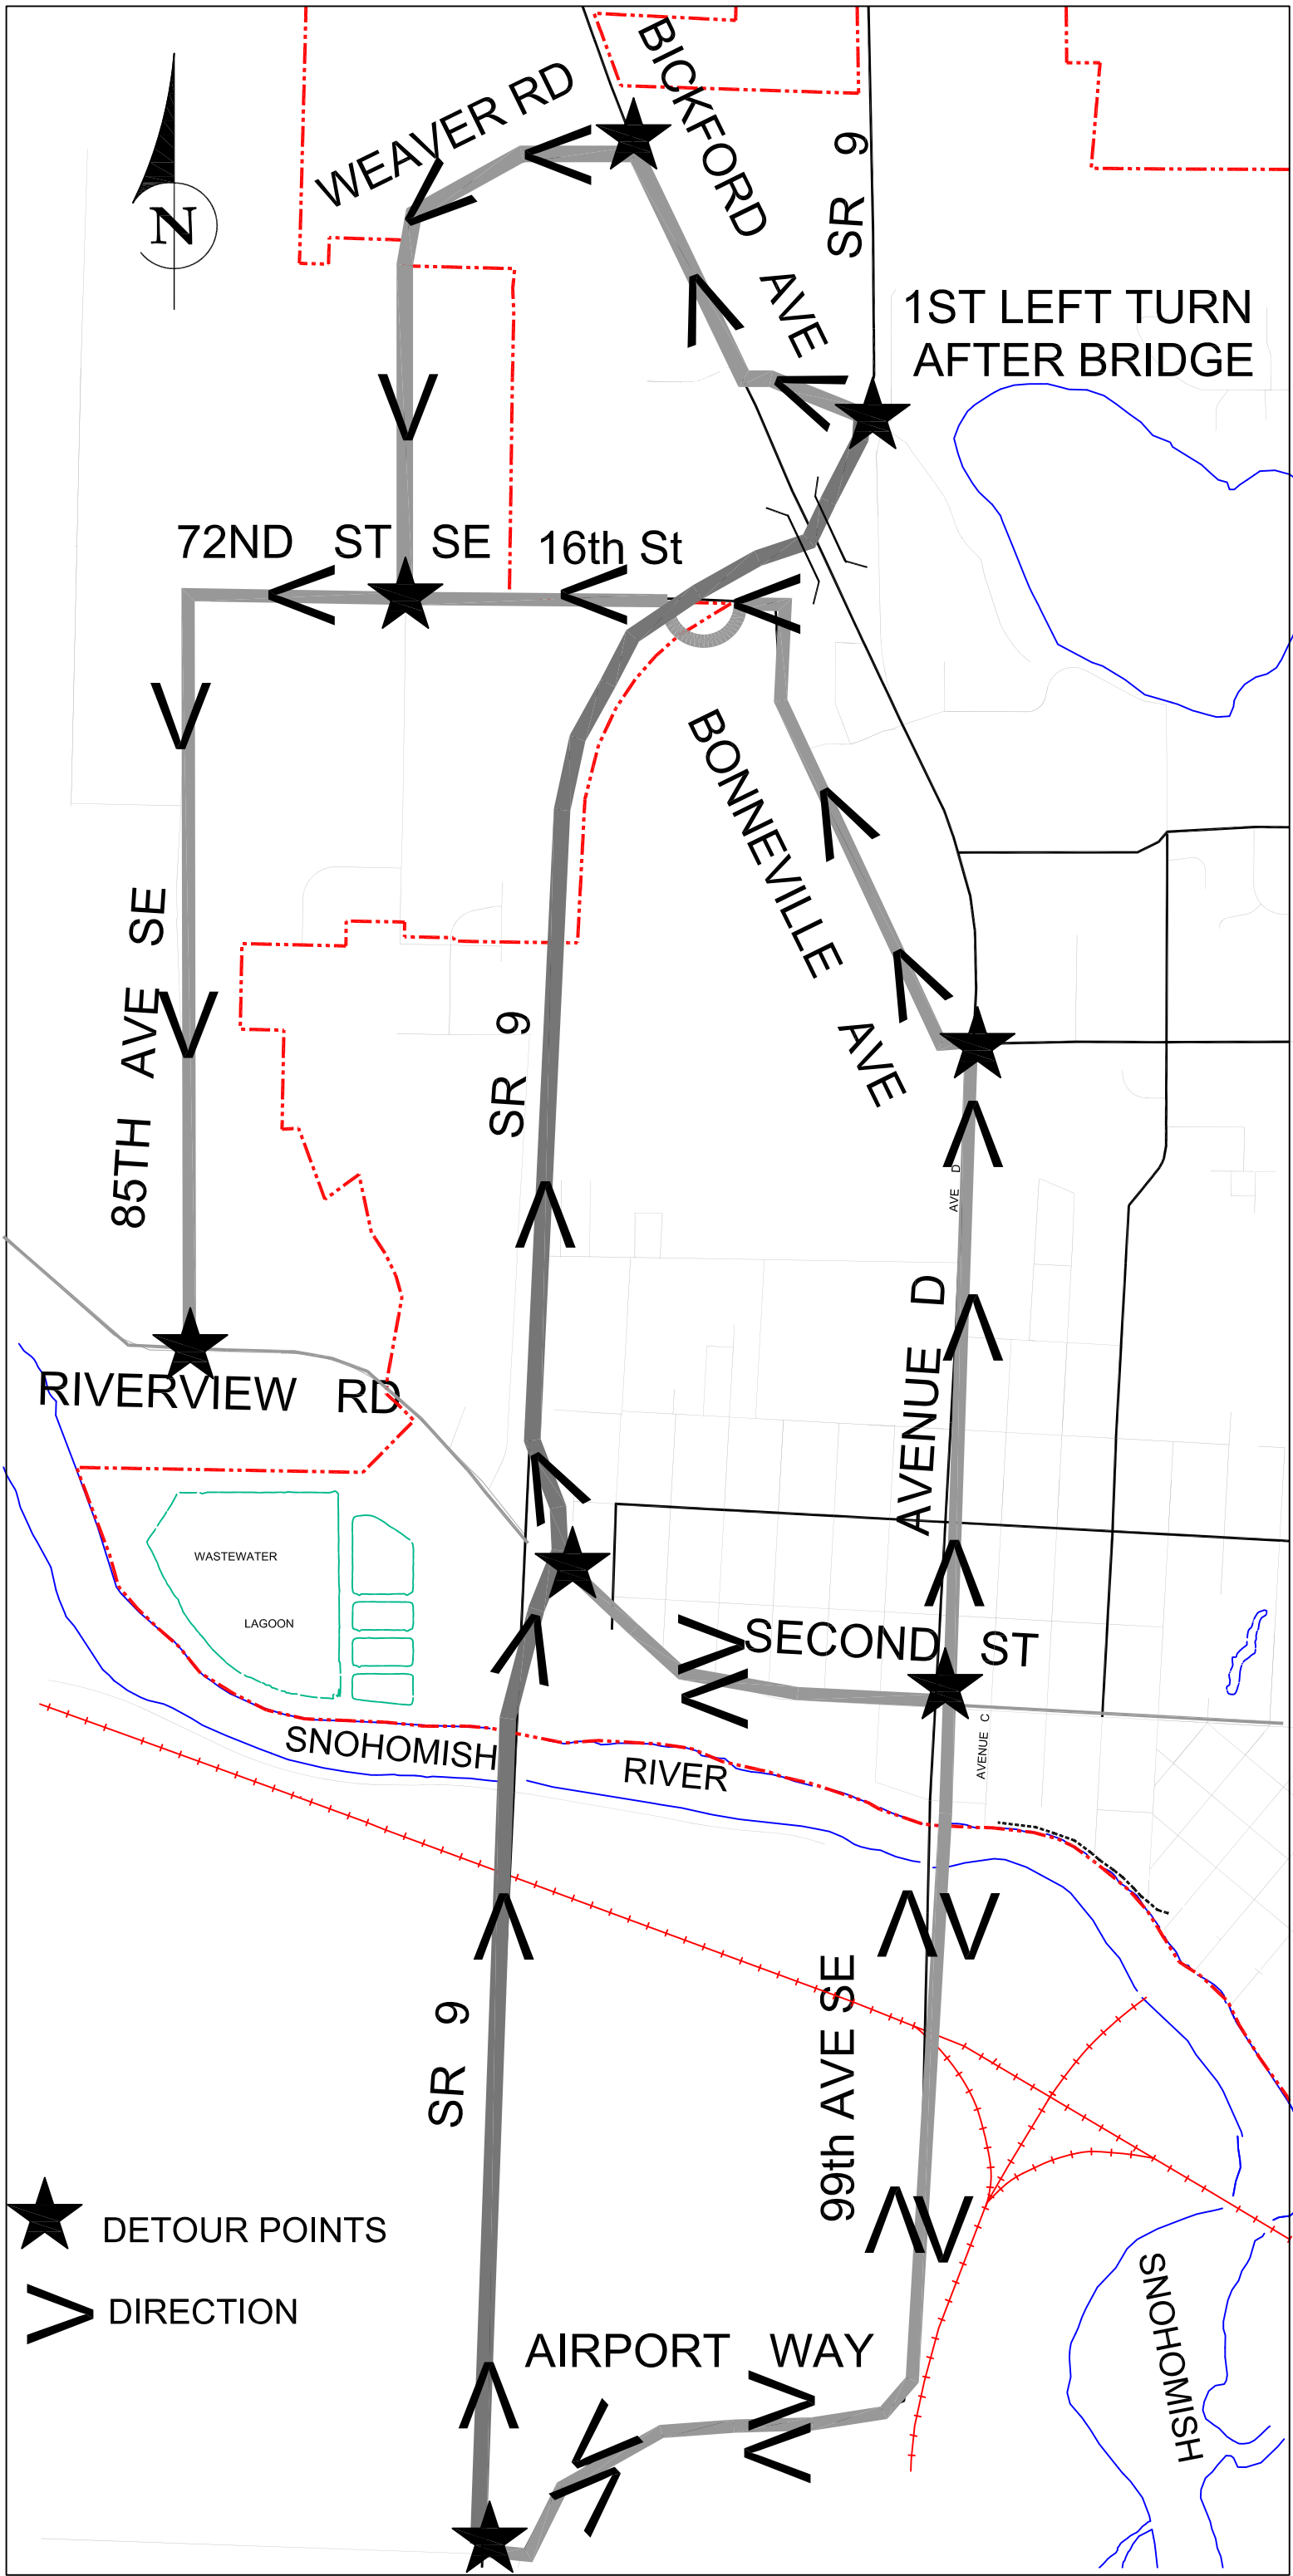 BICKFORD AVE
WEAVER RD
SR 9
N
1ST LEFT TURN
AFTER BRIDGE
72ND ST SE
16th St
BONNEVILLE AVE
85TH AVE SE
SR 9
AVE D
AVENUE D
RIVERVIEW RD
WASTEWATER
LAGOON
SECOND ST
AVENUE C
SNOHOMISH RIVER
99th AVE SE
SR 9
DETOUR POINTS
DIRECTION
AIRPORT WAY
SNOHOMISH